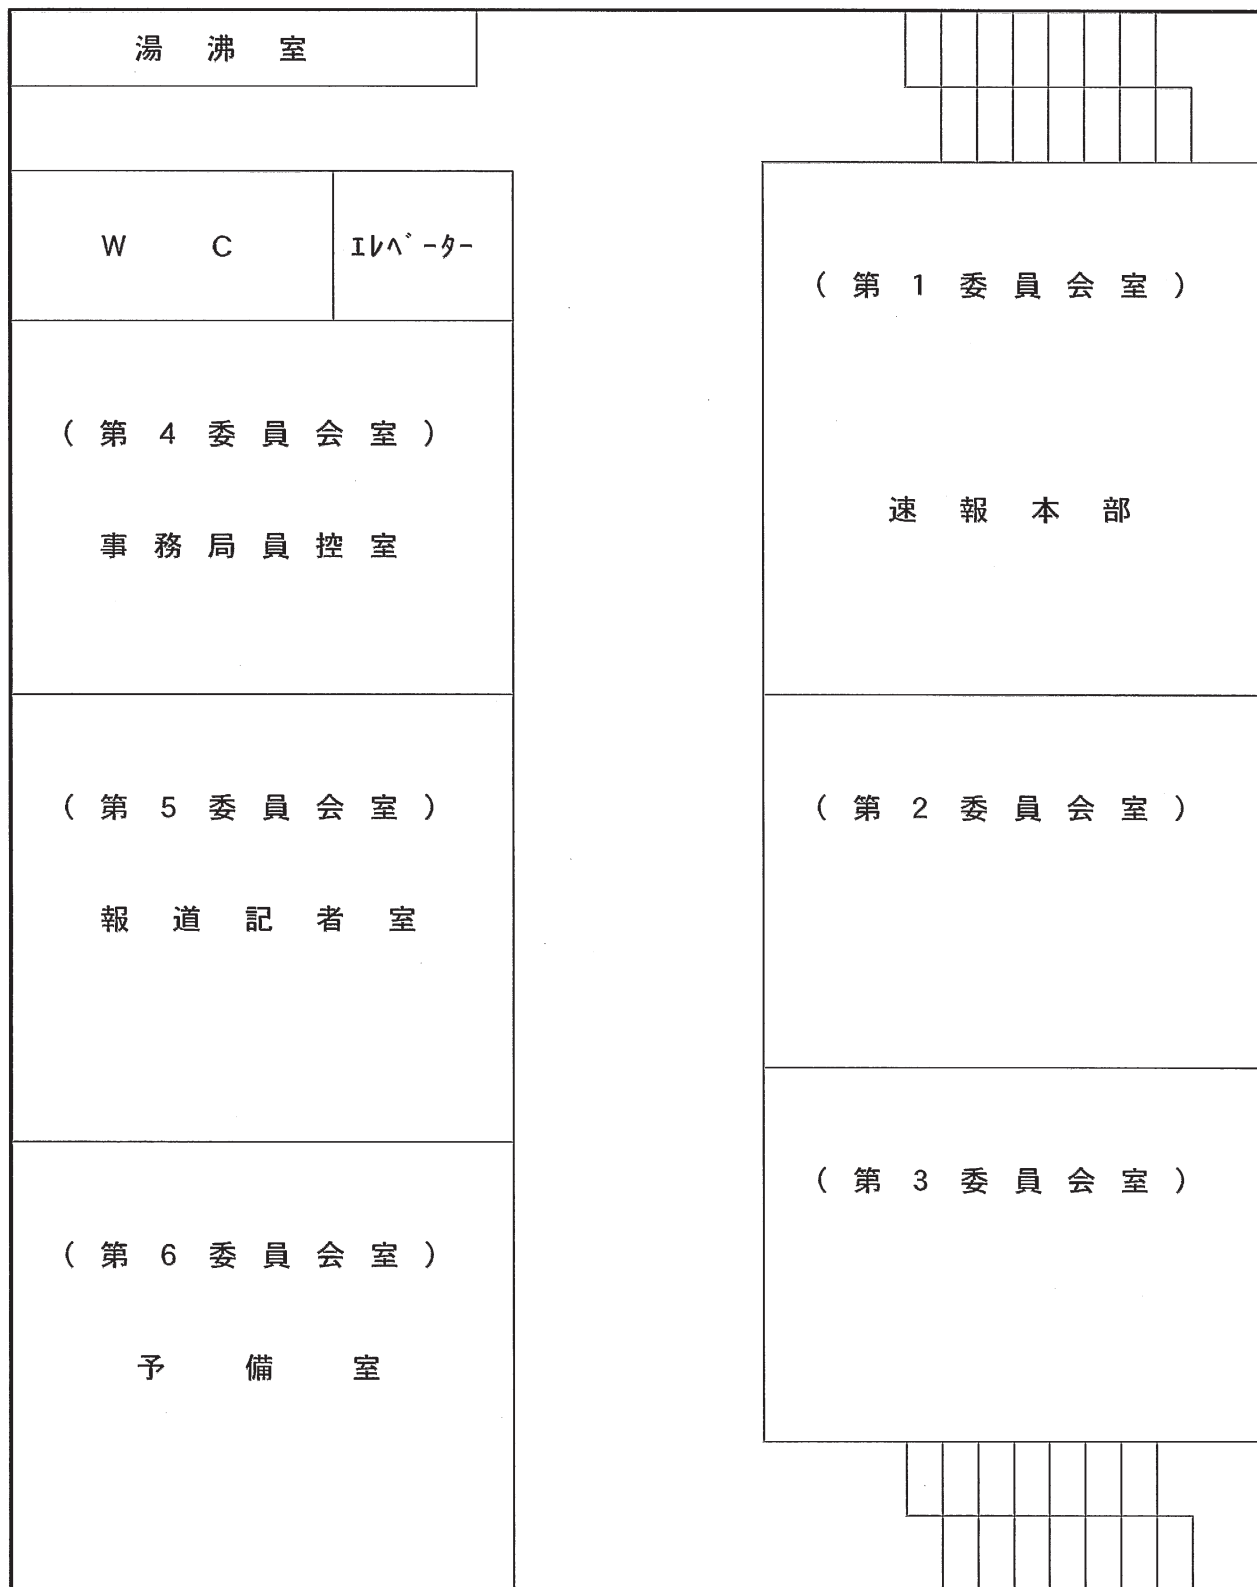 湯沸室
WC
エレベーター
(第4委員会室)
事務局員控室
(第5委員会室)
報道記者室
(第6委員会室)
予備室
(第1委員会室)
速報本部
(第2委員会室)
(第3委員会室)